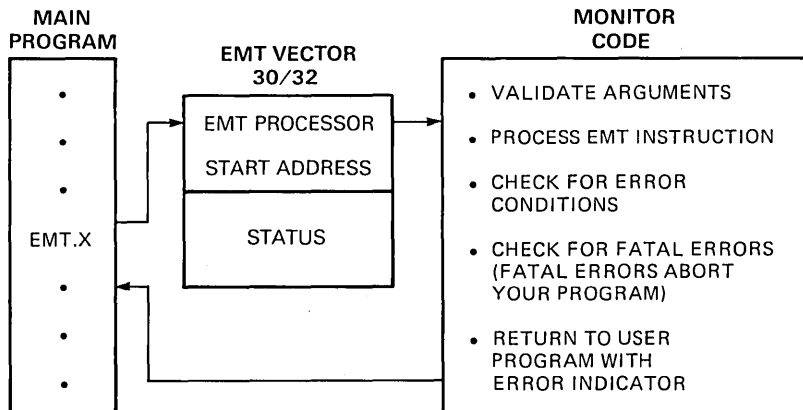 MAIN
PROGRAM
EMT.X
EMT VECTOR
30/32
EMT PROCESSOR
START ADDRESS
STATUS
MONITOR
CODE
• VALIDATE ARGUMENTS
• PROCESS EMT INSTRUCTION
• CHECK FOR ERROR
CONDITIONS
• CHECK FOR FATAL ERRORS
(FATAL ERRORS ABORT
YOUR PROGRAM)
• RETURN TO USER
PROGRAM WITH
ERROR INDICATOR